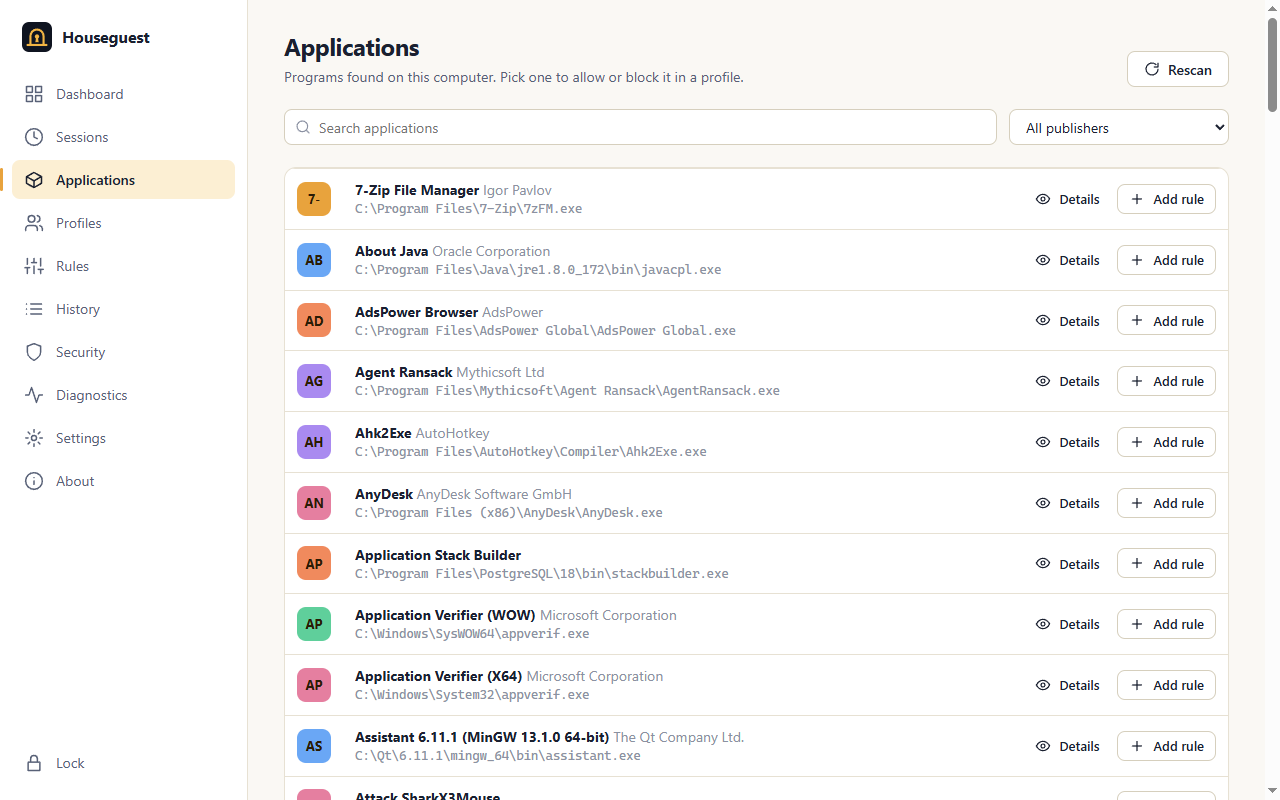 Houseguest
Dashboard
Sessions
Applications
Profiles
Rules
History
Security
Diagnostics
Settings
About
Lock
Applications
Programs found on this computer. Pick one to allow or block it in a profile.
Rescan
Search applications
All publishers
7- 7-Zip File Manager Igor Pavlov
C:\Program Files\7-Zip\7zFM.exe
Details Add rule
AB About Java Oracle Corporation
C:\Program Files\Java\jre1.8.0_172\bin\javacpl.exe
Details Add rule
AD AdsPower Browser AdsPower
C:\Program Files\AdsPower Global\AdsPower Global.exe
Details Add rule
AG Agent Ransack Mythicsoft Ltd
C:\Program Files\Mythicsoft\Agent Ransack\AgentRansack.exe
Details Add rule
AH Ahk2Exe AutoHotkey
C:\Program Files\AutoHotkey\Compiler\Ahk2Exe.exe
Details Add rule
AN AnyDesk AnyDesk Software GmbH
C:\Program Files (x86)\AnyDesk\AnyDesk.exe
Details Add rule
AP Application Stack Builder
C:\Program Files\PostgreSQL\18\bin\stackbuilder.exe
Details Add rule
AP Application Verifier (WOW) Microsoft Corporation
C:\Windows\SysWOW64\appverif.exe
Details Add rule
AP Application Verifier (X64) Microsoft Corporation
C:\Windows\System32\appverif.exe
Details Add rule
AS Assistant 6.11.1 (MinGW 13.1.0 64-bit) The Qt Company Ltd.
C:\Qt\6.11.1\mingw_64\bin\assistant.exe
Details Add rule
Attack SharkX3Mouse